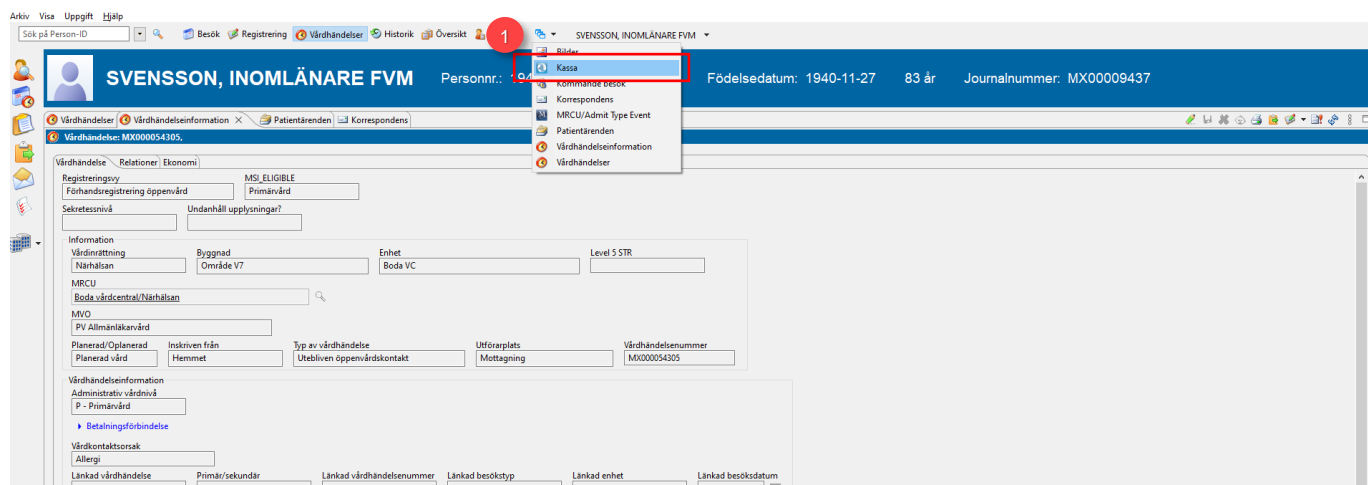 Arkiv Visa Uppgift Hjälp
Sök på Person-ID Besök Registrering Vårdhändelser Historik Översikt 1 SVENSSON, INOMLÄNARE FVM
Bilder
Kassa
Kommande besök
Korrespondens
MRCU/Admit Type Event
Patientärenden
Vårdhändelseinformation
Vårdhändelser
SVENSSON, INOMLÄNARE FVM Personnr.: Födelsedatum: 1940-11-27 83 år Journalnummer: MX00009437
Vårdhändelser Vårdhändelseinformation Patientärenden Korrespondens
Vårdhändelse: MX000054305,
Vårdhändelse Relationer Ekonomi
Registreringsvy MSI_ELIGIBLE
Förhandsregistrering öppenvård Primärvård
Sekretessnivå Undanhåll upplysningar?
Information
Vårdinrättning Byggnad Enhet Level 5 STR
Närhälsan Område V7 Boda VC
MRCU
Boda vårdcentral/Närhälsan
MVO
PV Allmänläkarvård
Planerad/Oplanerad Inskriven från Typ av vårdhändelse Utförarplats Vårdhändelsenummer
Planerad vård Hemmet Utebliven öppenvårdskontakt Mottagning MX000054305
Vårdhändelseinformation
Administrativ vårdnivå
P - Primärvård
Betalningsförbindelse
Vårdkontaktsorsak
Allergi
Länkad vårdhändelse Primär/sekundär Länkad vårdhändelsenummer Länkad besökstyp Länkad enhet Länkad besöksdatum